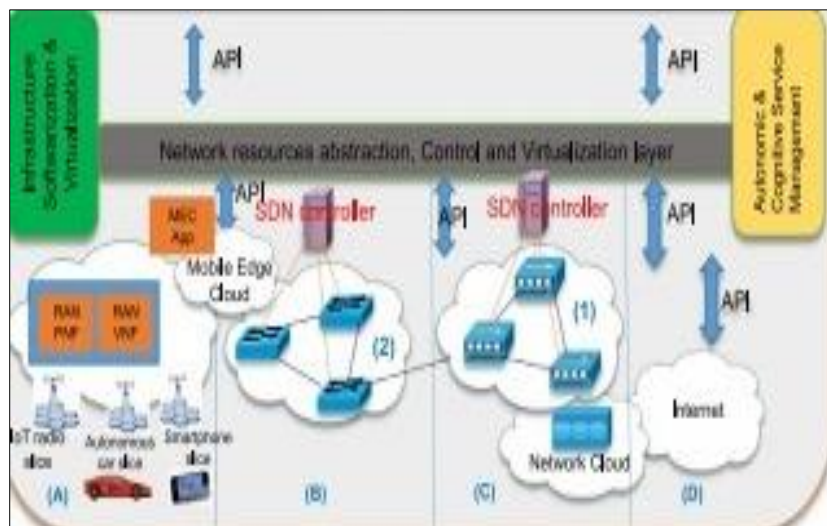 Infrastructure
Softwarization &
Virtualization
API
API
Autonomic &
Cognitive Service
Management
Network resources abstraction, Control and Virtualization layer
API
SDN controller
API
SDN controller
API
MEC
App
Mobile Edge
Cloud
RAN
PNF
RAN
VNF
(2)
(1)
API
Internet
Network Cloud
IoT radio
slice
Autonomous
car slice
Smartphone
slice
(A)
(B)
(C)
(D)